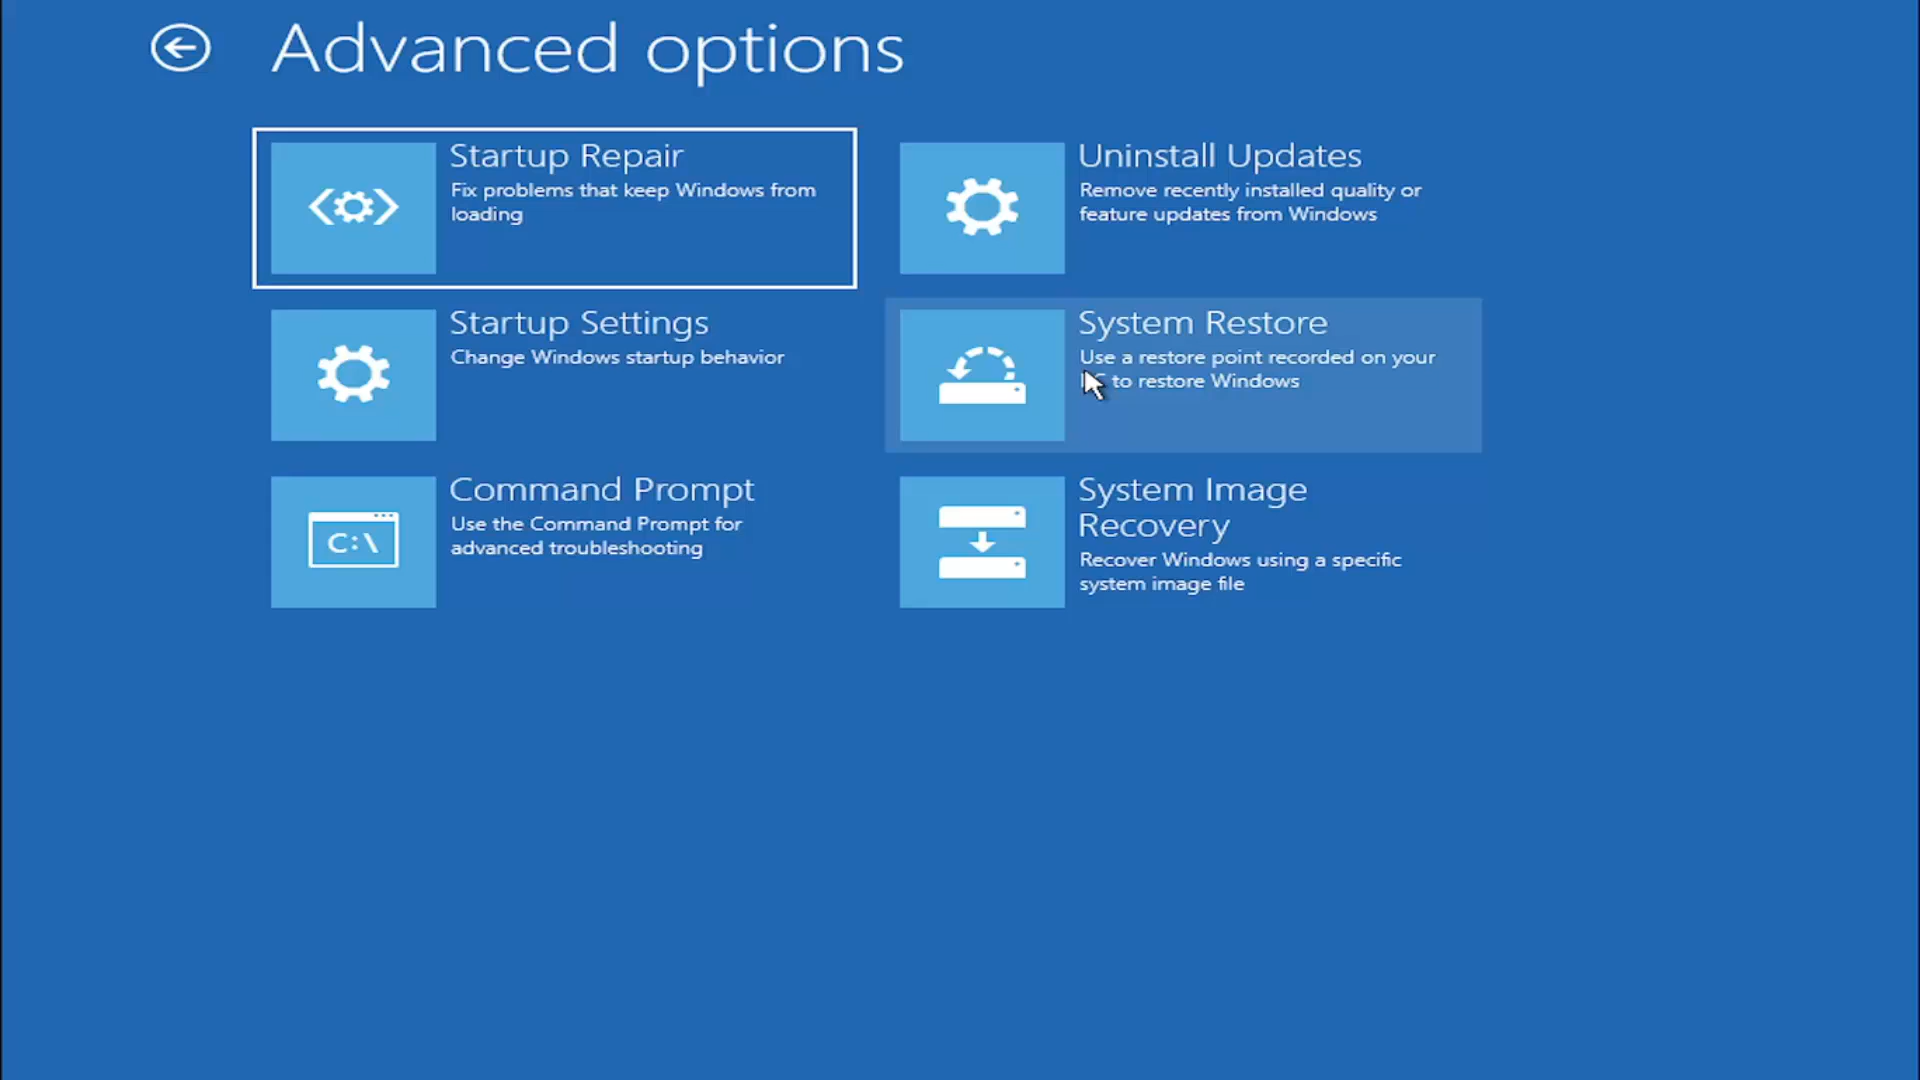 Advanced options
Startup Repair
Fix problems that keep Windows from
loading
Uninstall Updates
Remove recently installed quality or
feature updates from Windows
Startup Settings
Change Windows startup behavior
System Restore
Use a restore point recorded on your
to restore Windows
Command Prompt
Use the Command Prompt for
advanced troubleshooting
C:\
System Image
Recovery
Recover Windows using a specific
system image file